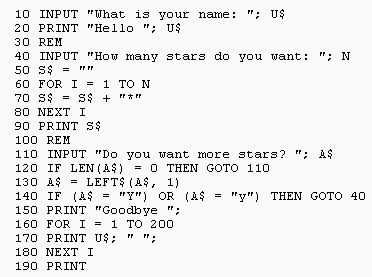 10 INPUT "What is your name: "; U$
20 PRINT "Hello "; U$
30 REM
40 INPUT "How many stars do you want: "; N
50 S$ = ""
60 FOR I = 1 TO N
70 S$ = S$ + "*"
80 NEXT I
90 PRINT S$
100 REM
110 INPUT "Do you want more stars? "; A$
120 IF LEN(A$) = 0 THEN GOTO 110
130 A$ = LEFT$(A$, 1)
140 IF (A$ = "Y") OR (A$ = "y") THEN GOTO 40
150 PRINT "Goodbye ";
160 FOR I = 1 TO 200
170 PRINT U$; " ";
180 NEXT I
190 PRINT